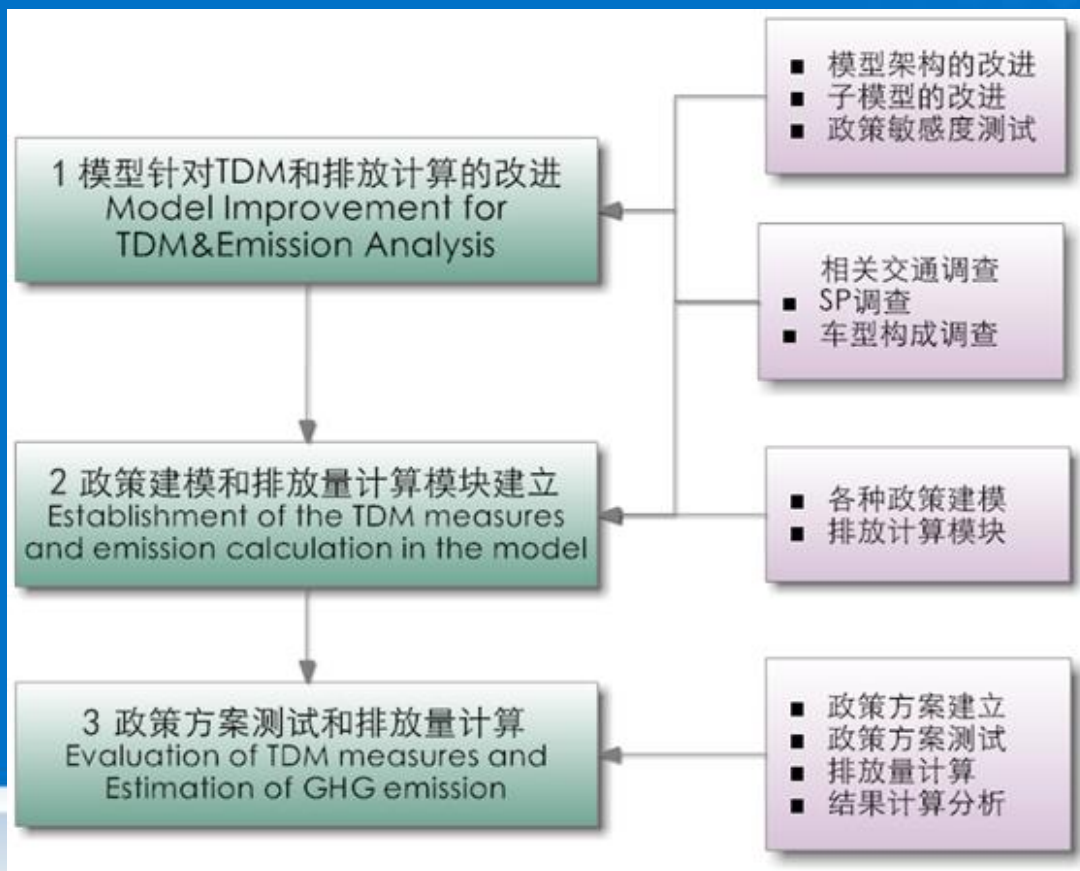 1 模型针对TDM和排放计算的改进
Model Improvement for
TDM&Emission Analysis
■ 模型架构的改进
■ 子模型的改进
■ 政策敏感度测试
相关交通调查
■ SP调查
■ 车型构成调查
2 政策建模和排放量计算模块建立
Establishment of the TDM measures
and emission calculation in the model
■ 各种政策建模
■ 排放计算模块
3 政策方案测试和排放量计算
Evaluation of TDM measures and
Estimation of GHG emission
■ 政策方案建立
■ 政策方案测试
■ 排放量计算
■ 结果计算分析